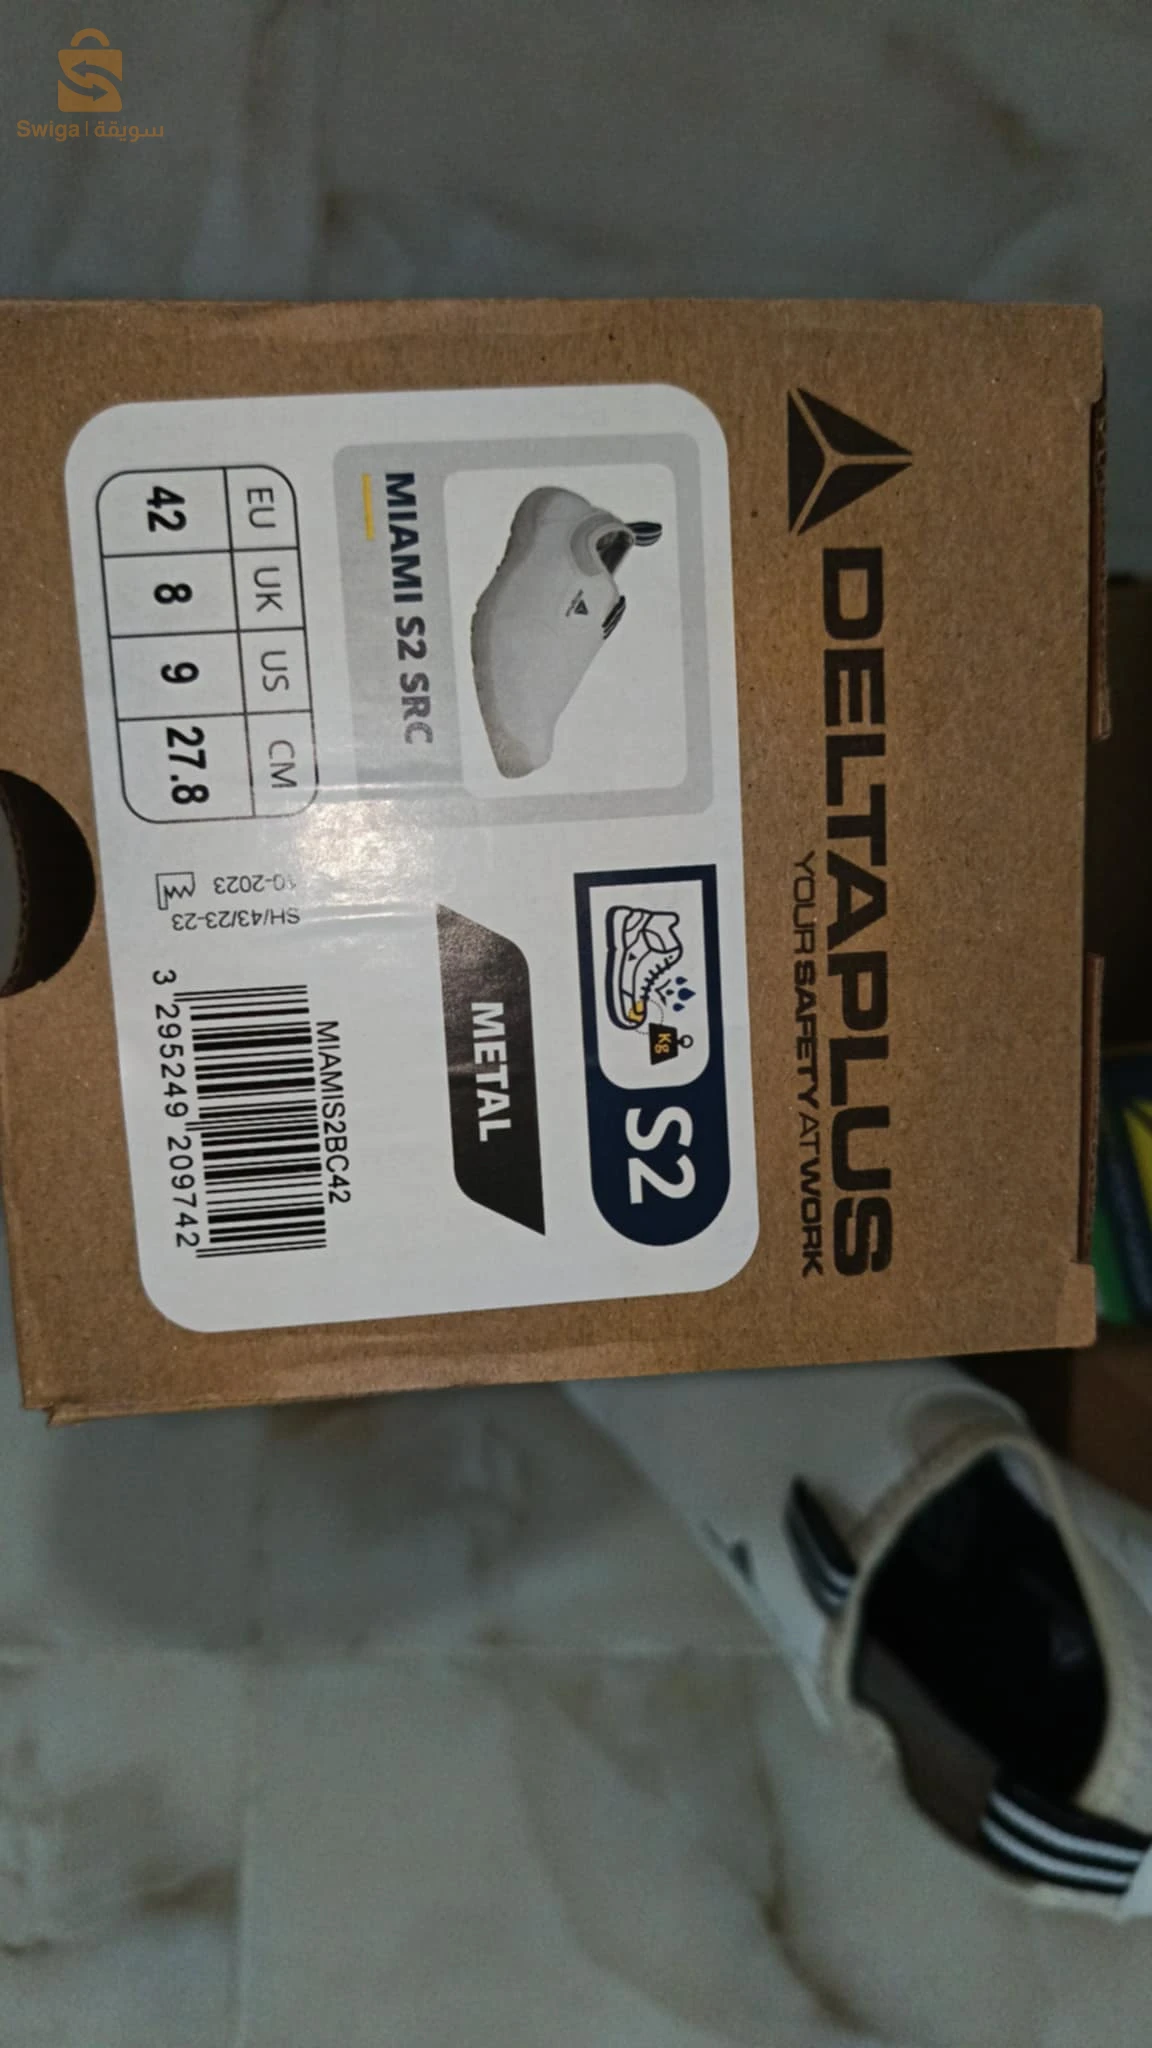 Swiga | سويقة
DELTAPLUS
YOUR SAFETY AT WORK
S2
Kg
METAL
MIAMI S2 SRC
EU UK US CM
42 8 9 27.8
SH/43/23-23
10-2023
MIAMIS2BC42
3 295249 209742